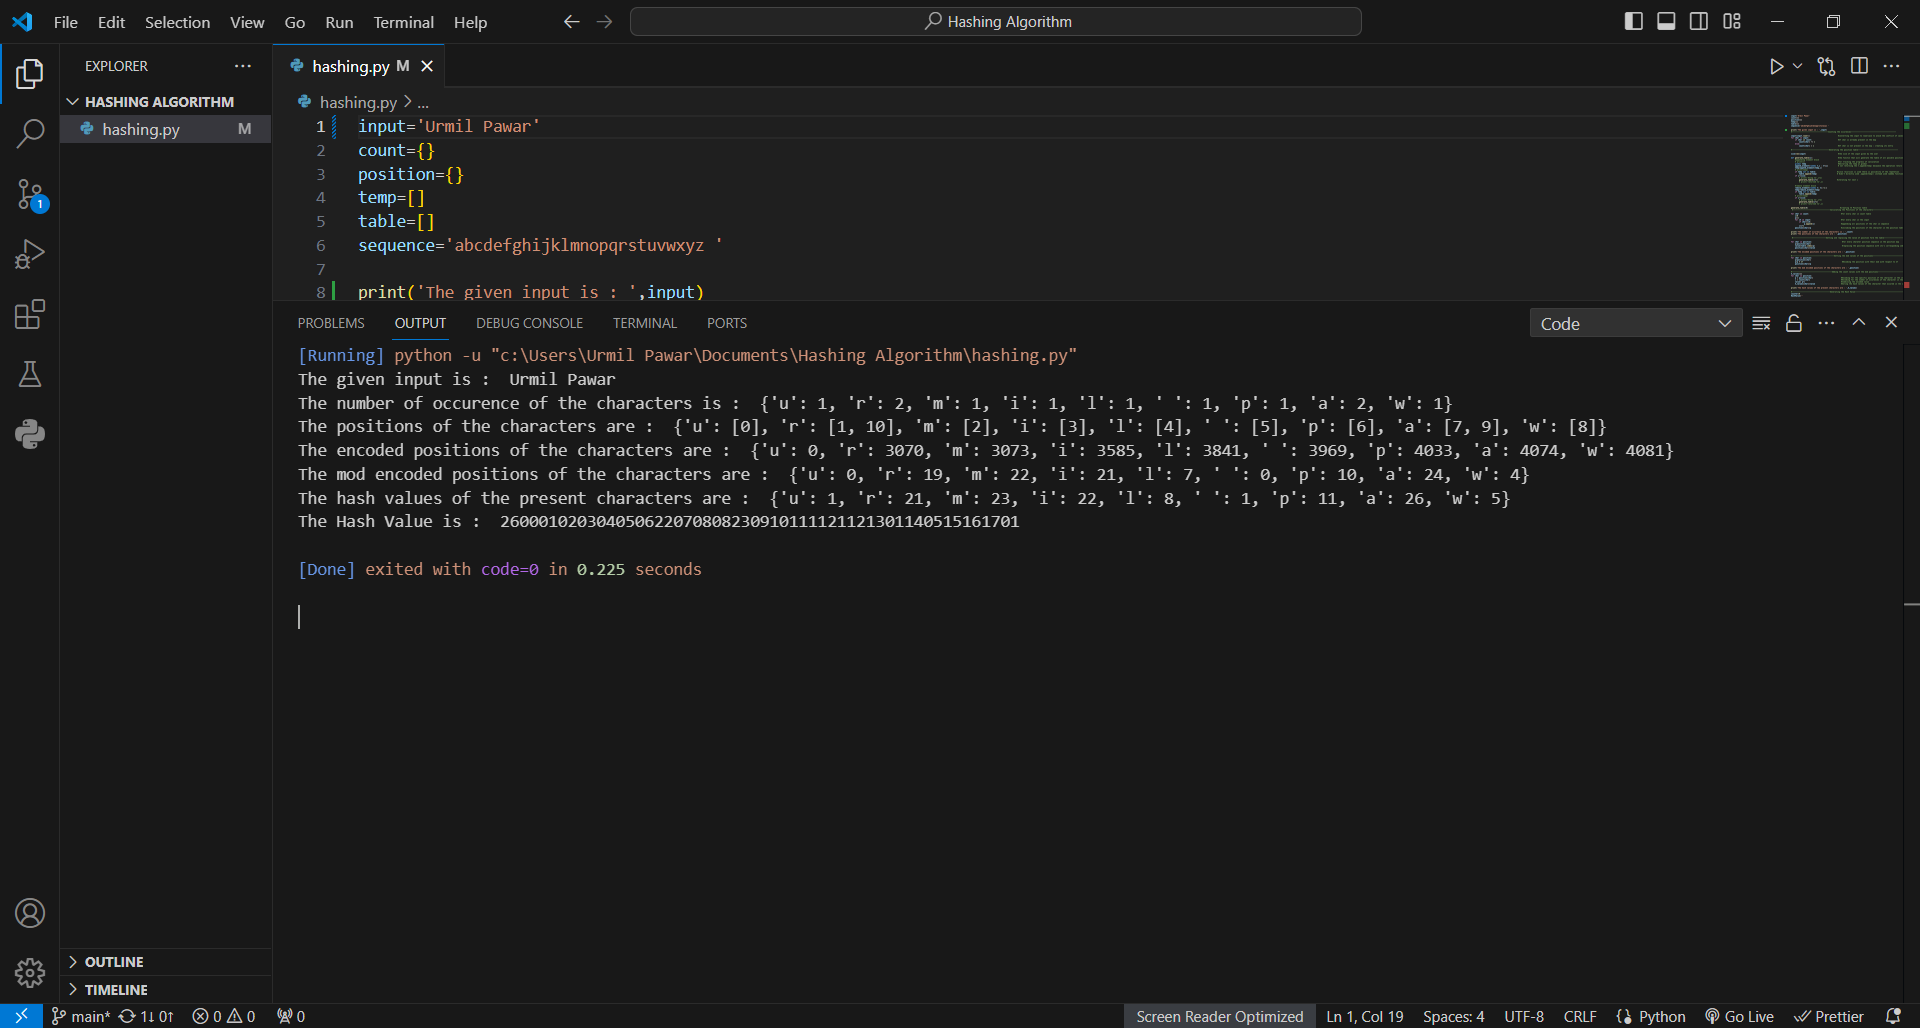 File Edit Selection View Go Run Terminal Help
Hashing Algorithm
EXPLORER
HASHING ALGORITHM
hashing.py M
hashing.py M
hashing.py > ...
1 input='Urmil Pawar'
2 count={}
3 position={}
4 temp=[]
5 table=[]
6 sequence='abcdefghijklmnopqrstuvwxyz '
7
8 print('The given input is : ',input)
PROBLEMS OUTPUT DEBUG CONSOLE TERMINAL PORTS
Code
[Running] python -u "c:\Users\Urmil Pawar\Documents\Hashing Algorithm\hashing.py"
The given input is :  Urmil Pawar
The number of occurence of the characters is :  {'u': 1, 'r': 2, 'm': 1, 'i': 1, 'l': 1, ' ': 1, 'p': 1, 'a': 2, 'w': 1}
The positions of the characters are :  {'u': [0], 'r': [1, 10], 'm': [2], 'i': [3], 'l': [4], ' ': [5], 'p': [6], 'a': [7, 9], 'w': [8]}
The encoded positions of the characters are :  {'u': 0, 'r': 3070, 'm': 3073, 'i': 3585, 'l': 3841, ' ': 3969, 'p': 4033, 'a': 4074, 'w': 4081}
The mod encoded positions of the characters are :  {'u': 0, 'r': 19, 'm': 22, 'i': 21, 'l': 7, ' ': 0, 'p': 10, 'a': 24, 'w': 4}
The hash values of the present characters are :  {'u': 1, 'r': 21, 'm': 23, 'i': 22, 'l': 8, ' ': 1, 'p': 11, 'a': 26, 'w': 5}
The Hash Value is :  260001020304050622070808230910111121121301140515161701
[Done] exited with code=0 in 0.225 seconds
1
OUTLINE
TIMELINE
main* 1↓ 0↑ 0 0 0
Screen Reader Optimized Ln 1, Col 19 Spaces: 4 UTF-8 CRLF Python Go Live Prettier